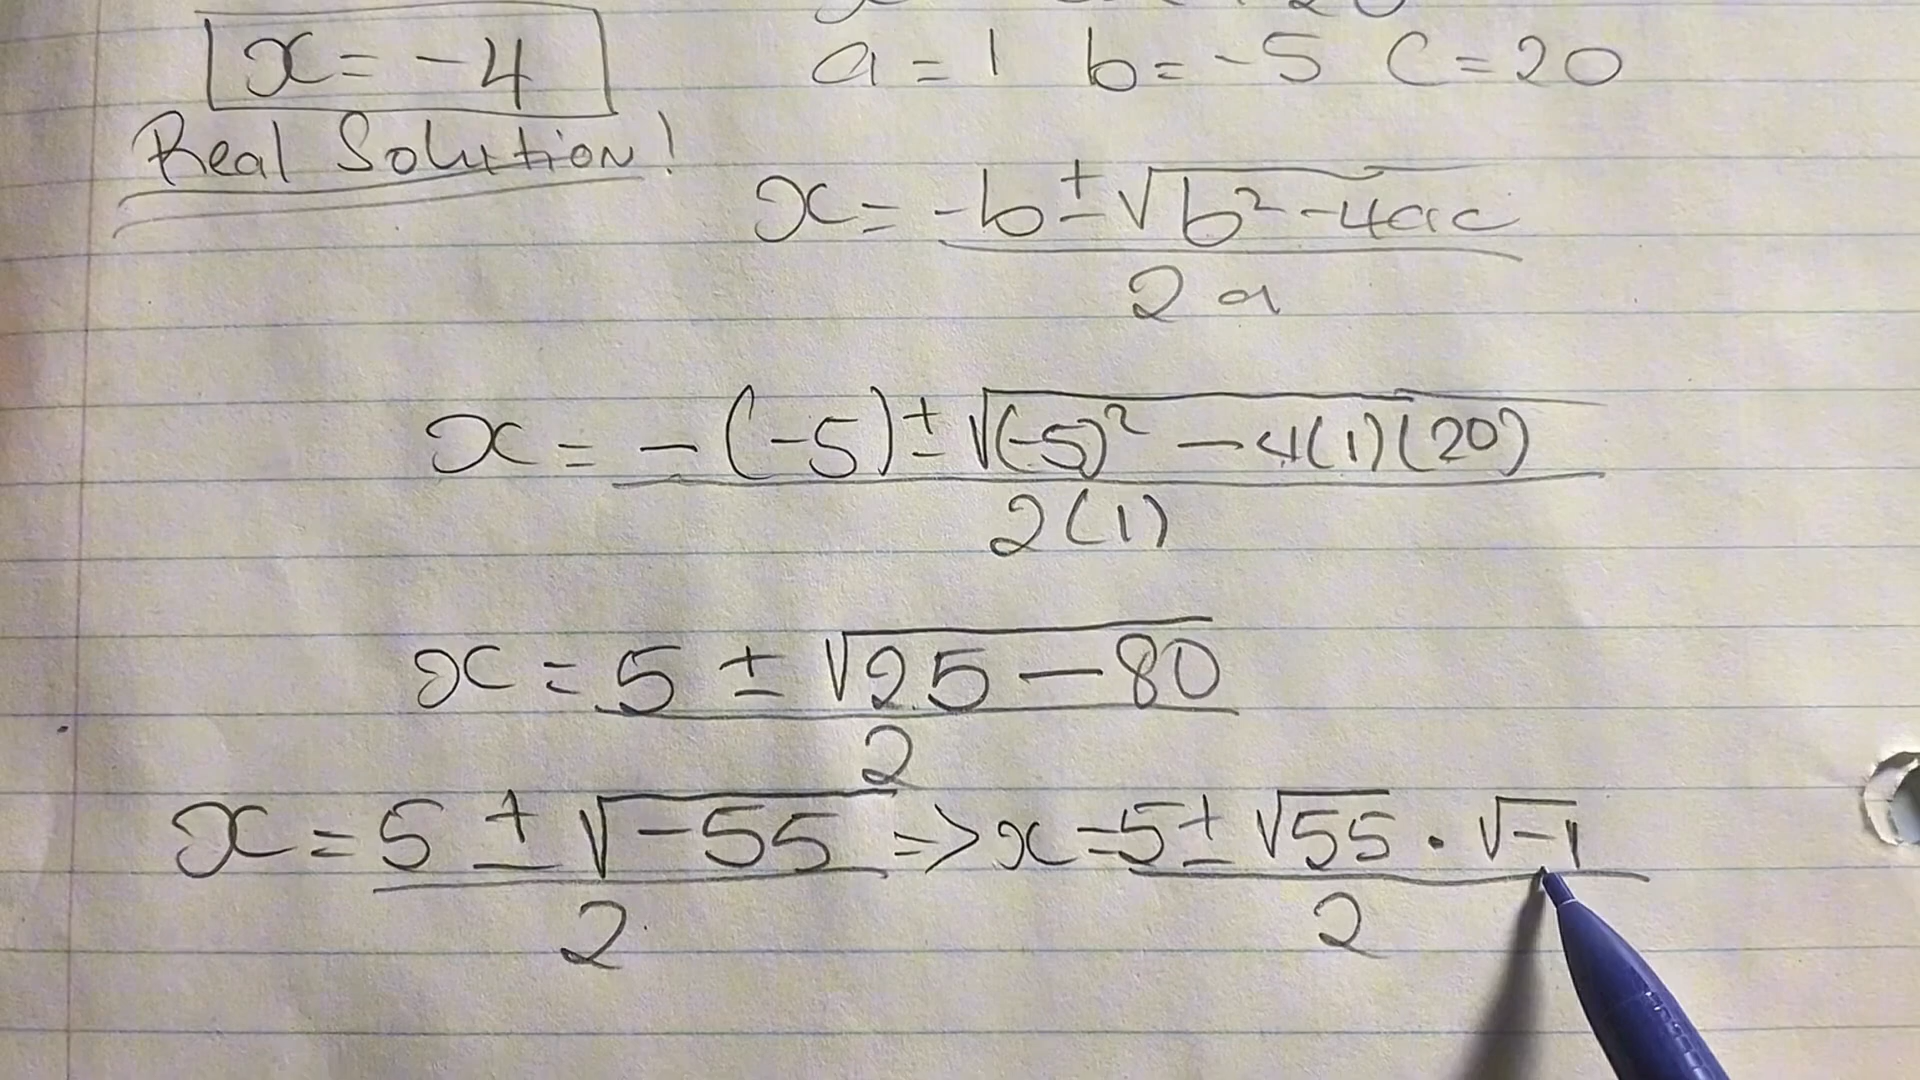 x = -4
Real Solution!
a = 1 b = -5 c = 20
x = -b ± √b² - 4ac
2a
x = -(-5) ± √(-5)² - 4(1)(20)
2(1)
x = 5 ± √25 - 80
2
x = 5 ± √-55 => x = 5 ± √55 · √-1
2 2